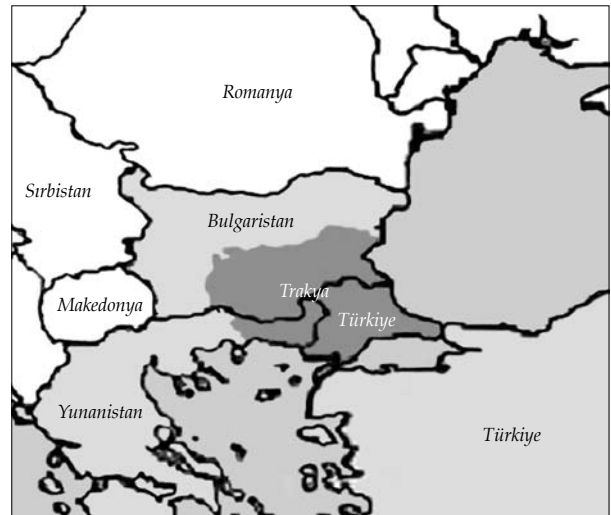 Romanya
Sırbistan
Bulgaristan
Trakya
Makedonya
Türkiye
Yunanistan
Türkiye